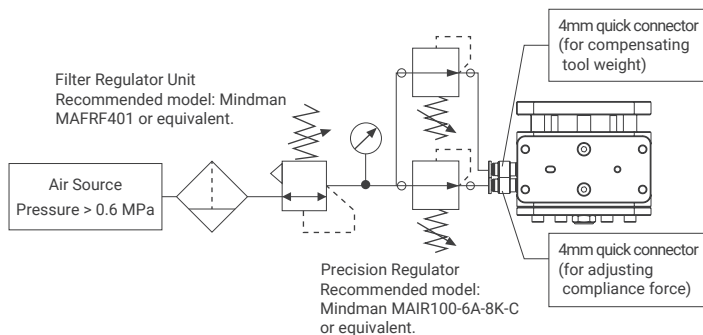 4mm quick connector
(for compensating
tool weight)
Filter Regulator Unit
Recommended model: Mindman
MAFRF401 or equivalent.
Air Source
Pressure > 0.6 MPa
Precision Regulator
Recommended model:
Mindman MAIR100-6A-8K-C
or equivalent.
4mm quick connector
(for adjusting
compliance force)